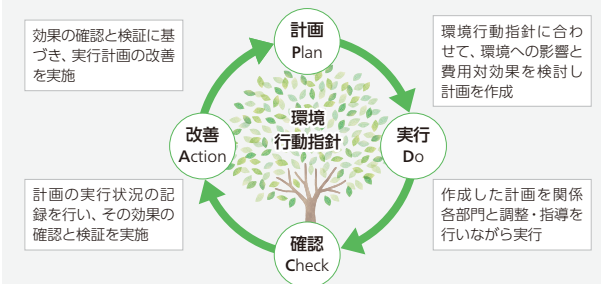 計画
Plan
環境行動指針に合わ
せて、環境への影響と
費用対効果を検討し
計画を作成
実行
Do
作成した計画を関係
各部門と調整・指導を
行いながら実行
確認
Check
計画の実行状況の記
録を行い、その効果の
確認と検証を実施
改善
Action
効果の確認と検証に基
づき、実行計画の改善
を実施
環境
行動指針